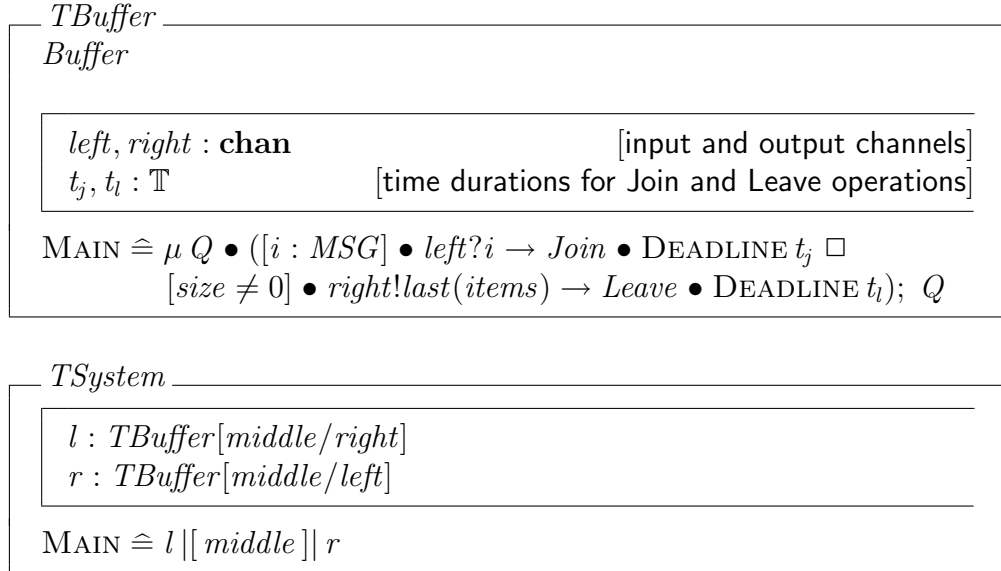 TBuffer
Buffer
left, right : chan [input and output channels]
t_j, t_l : 𝕋 [time durations for Join and Leave operations]
MAIN ≙ μ Q • ([i : MSG] • left?i → Join • DEADLINE t_j □
[size ≠ 0] • right!last(items) → Leave • DEADLINE t_l); Q
TSystem
l : TBuffer[middle/right]
r : TBuffer[middle/left]
MAIN ≙ l |[ middle ]| r